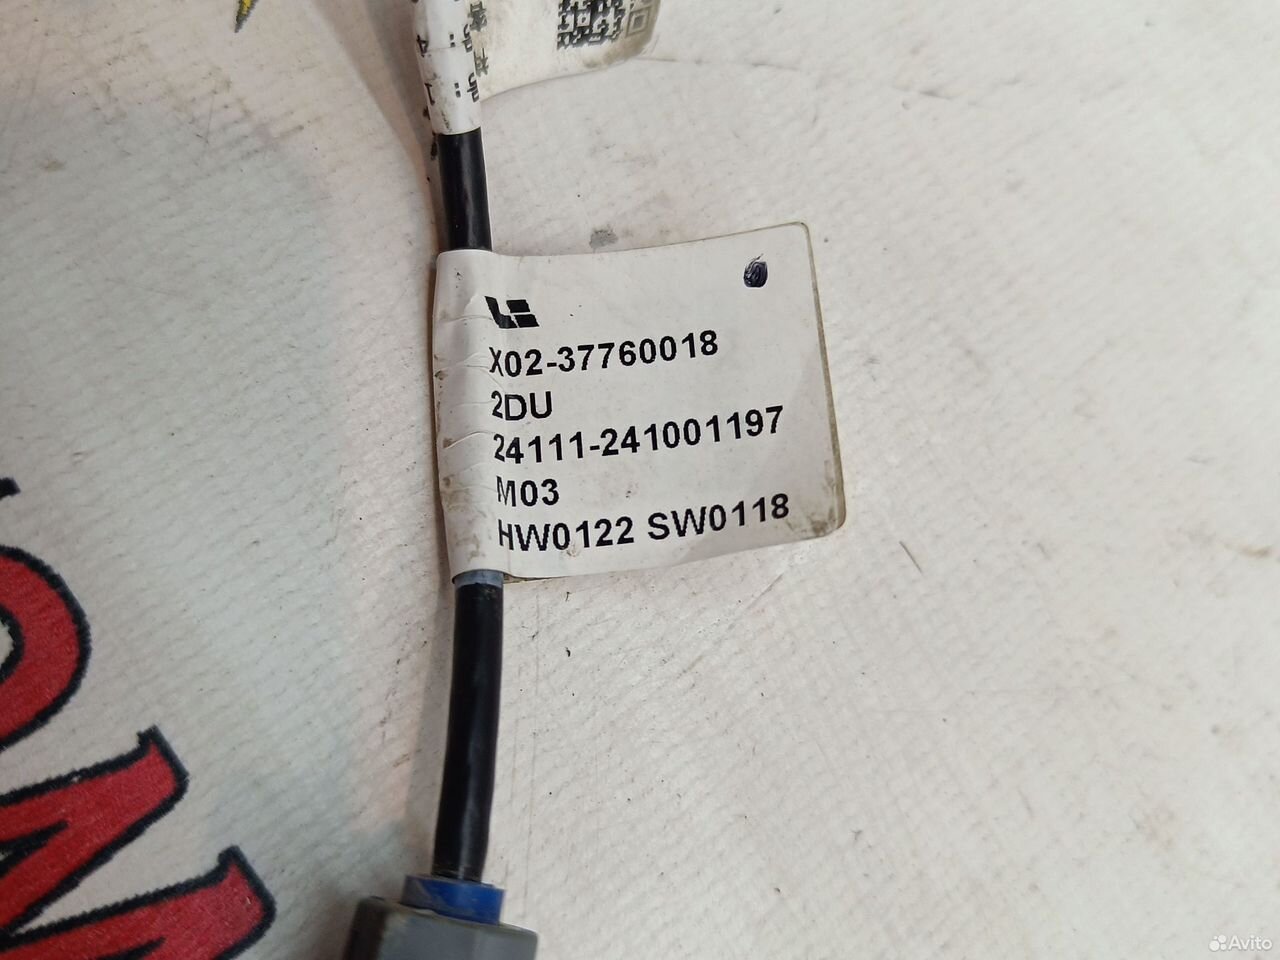 X02-37760018
2DU
24111-241001197
M03
HW0122 SW0118
Avito